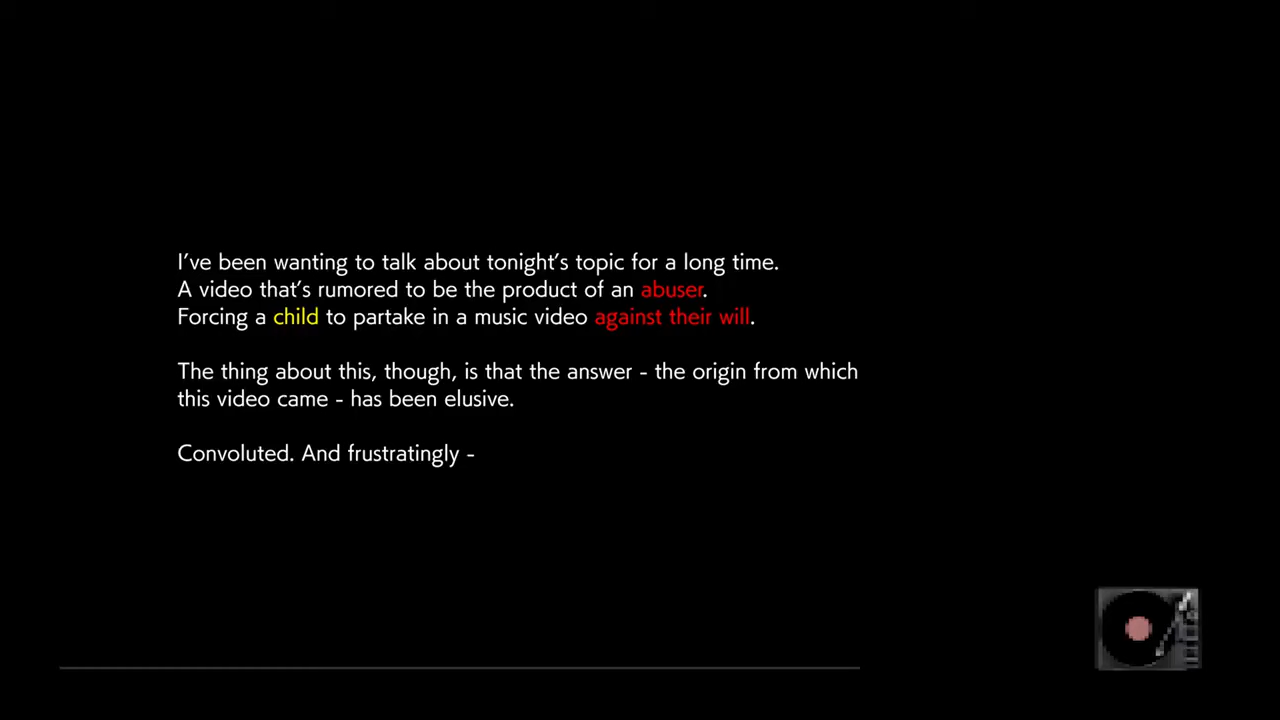 I've been wanting to talk about tonight's topic for a long time.
A video that's rumored to be the product of an abuser.
Forcing a child to partake in a music video against their will.
The thing about this, though, is that the answer - the origin from which
this video came - has been elusive.
Convoluted. And frustratingly -